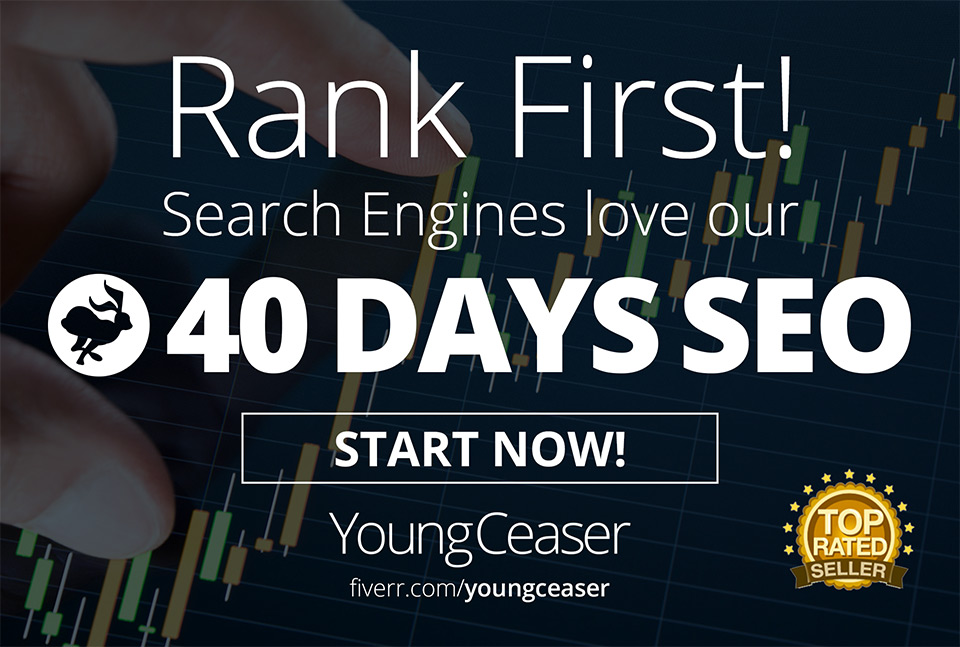 Rank First!
Search Engines love our
40 DAYS SEO
START NOW!
YoungCeaser
fiverr.com/youngceaser
TOP
RATED
SELLER